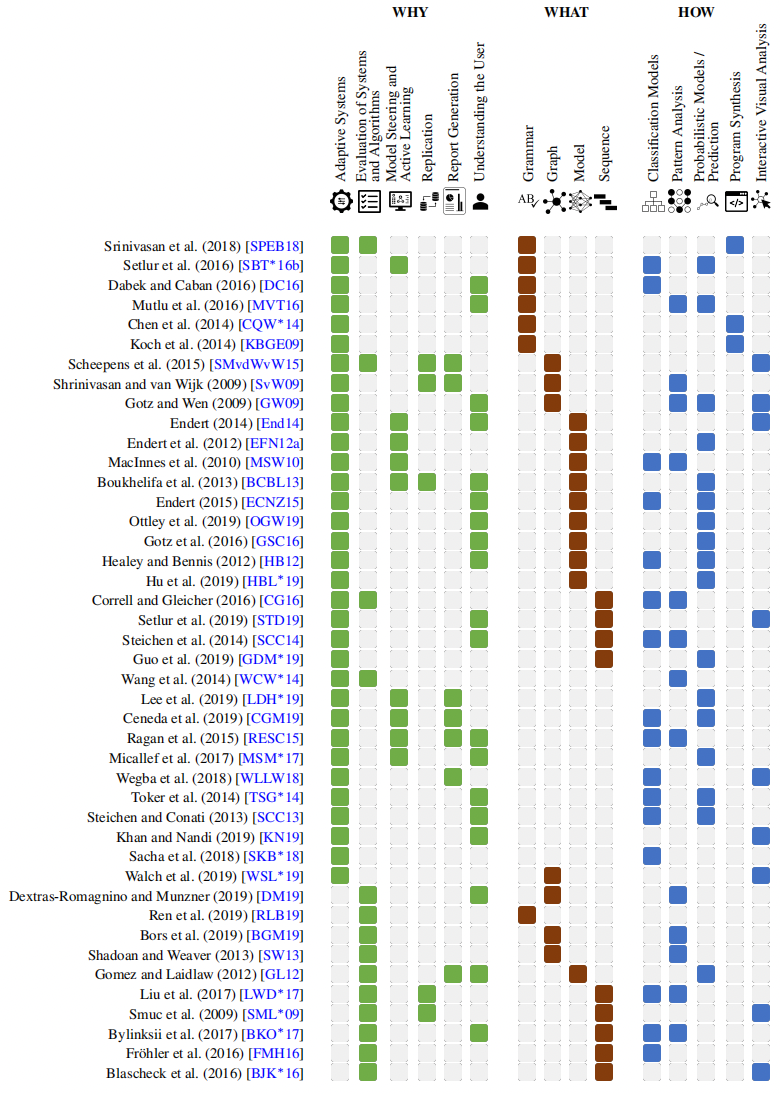 WHY
WHAT
HOW
Adaptive Systems
Evaluation of Systems
and Algorithms
Model Steering and
Active Learning
Replication
Report Generation
Understanding the User
Grammar
Graph
Model
Sequence
Classification Models
Pattern Analysis
Probabilistic Models /
Prediction
Program Synthesis
Interactive Visual Analysis
AB
</>
Srinivasan et al. (2018) [SPEB18]
Setlur et al. (2016) [SBT*16b]
Dabek and Caban (2016) [DC16]
Mutlu et al. (2016) [MVT16]
Chen et al. (2014) [CQW*14]
Koch et al. (2014) [KBGE09]
Scheepens et al. (2015) [SMvdWvW15]
Shrinivasan and van Wijk (2009) [SvW09]
Gotz and Wen (2009) [GW09]
Endert (2014) [End14]
Endert et al. (2012) [EFN12a]
MacInnes et al. (2010) [MSW10]
Boukhelifa et al. (2013) [BCBL13]
Endert (2015) [ECNZ15]
Ottley et al. (2019) [OGW19]
Gotz et al. (2016) [GSC16]
Healey and Bennis (2012) [HB12]
Hu et al. (2019) [HBL*19]
Correll and Gleicher (2016) [CG16]
Setlur et al. (2019) [STD19]
Steichen et al. (2014) [SCC14]
Guo et al. (2019) [GDM*19]
Wang et al. (2014) [WCW*14]
Lee et al. (2019) [LDH*19]
Ceneda et al. (2019) [CGM19]
Ragan et al. (2015) [RESC15]
Micallef et al. (2017) [MSM*17]
Wegba et al. (2018) [WLLW18]
Toker et al. (2014) [TSG*14]
Steichen and Conati (2013) [SCC13]
Khan and Nandi (2019) [KN19]
Sacha et al. (2018) [SKB*18]
Walch et al. (2019) [WSL*19]
Dextras-Romagnino and Munzner (2019) [DM19]
Ren et al. (2019) [RLB19]
Bors et al. (2019) [BGM19]
Shadoan and Weaver (2013) [SW13]
Gomez and Laidlaw (2012) [GL12]
Liu et al. (2017) [LWD*17]
Smuc et al. (2009) [SML*09]
Bylinksii et al. (2017) [BKO*17]
Fröhler et al. (2016) [FMH16]
Blascheck et al. (2016) [BJK*16]